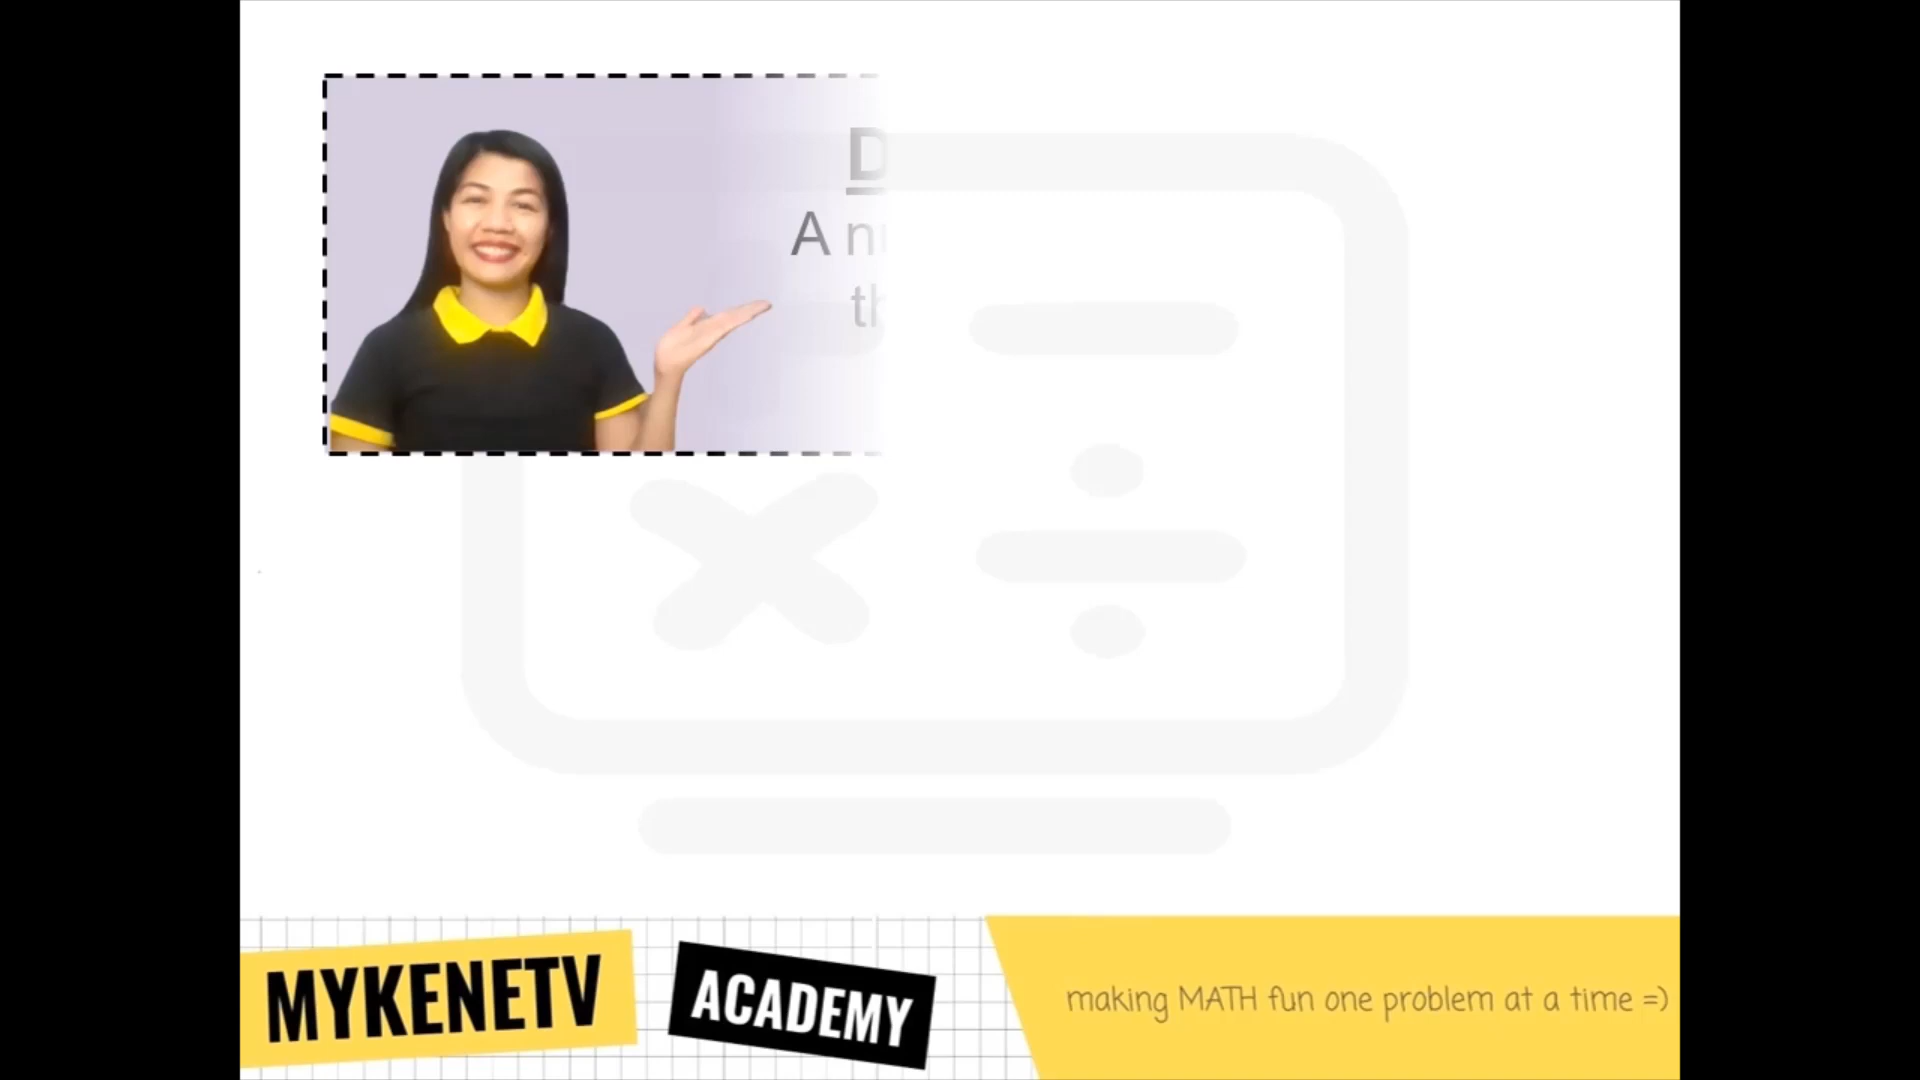 A
MYKENETV
ACADEMY
making MATH fun one problem at a time =)